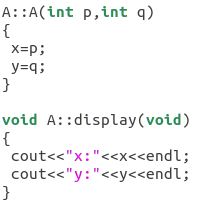 A::A(int p,int q)
{
 x=p;
 y=q;
}

void A::display(void)
{
 cout<<"x:"<<x<<endl;
 cout<<"y:"<<y<<endl;
}